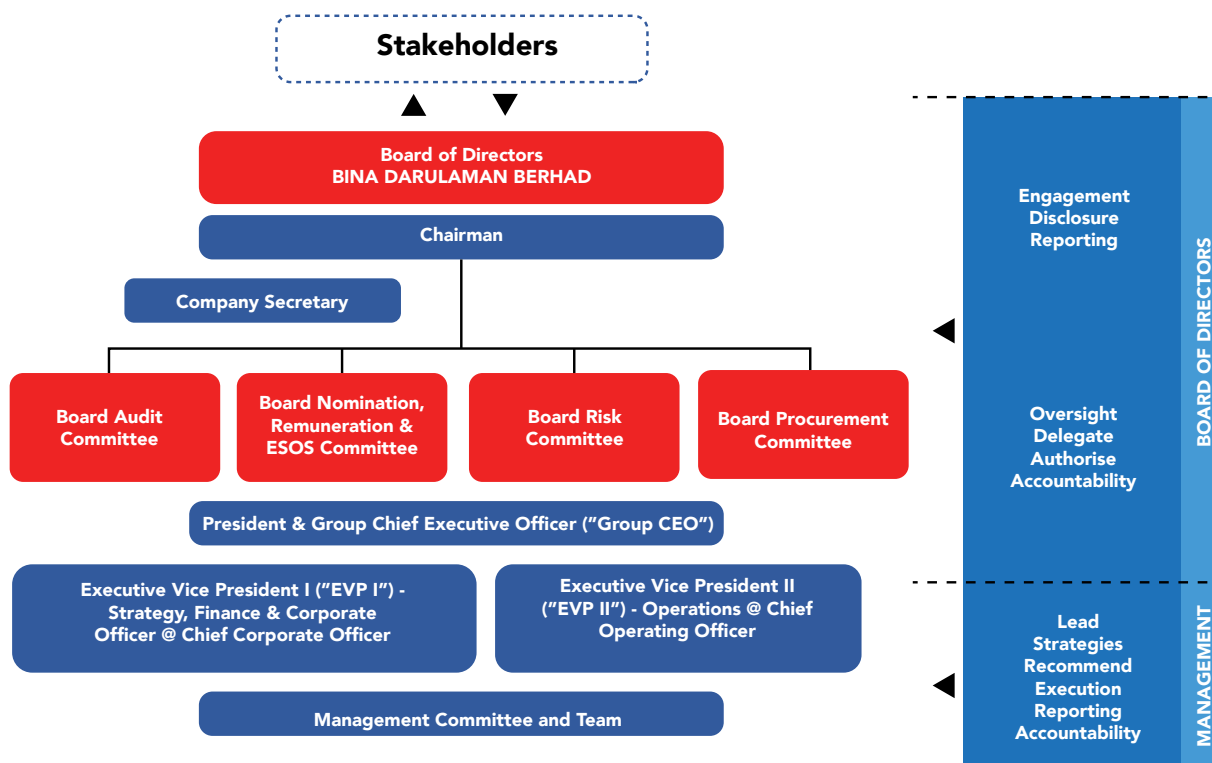 Stakeholders
Board of Directors
BINA DARULAMAN BERHAD
Chairman
Company Secretary
Board Audit
Committee
Board Nomination,
Remuneration &
ESOS Committee
Board Risk
Committee
Board Procurement
Committee
President & Group Chief Executive Officer ("Group CEO")
Executive Vice President I ("EVP I") -
Strategy, Finance & Corporate
Officer @ Chief Corporate Officer
Executive Vice President II
("EVP II") - Operations @ Chief
Operating Officer
Management Committee and Team
Engagement
Disclosure
Reporting
Oversight
Delegate
Authorise
Accountability
BOARD OF DIRECTORS
Lead
Strategies
Recommend
Execution
Reporting
Accountability
MANAGEMENT